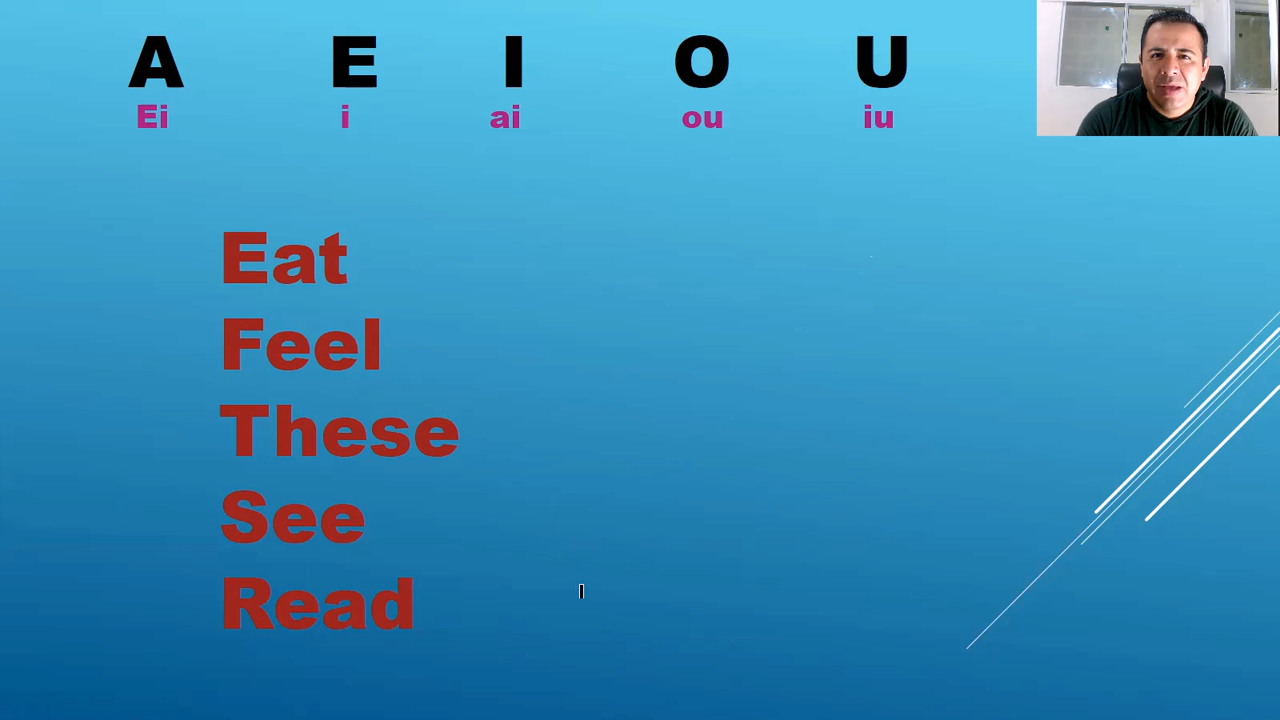 A E I O U
Ei i ai ou iu
Eat
Feel
These
See
Read